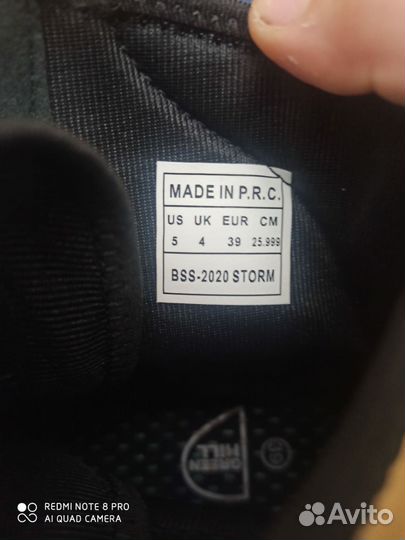 MADE IN P.R.C.
US UK EUR CM
5 4 39 25.999
BSS-2020 STORM
GREEN
HILL
39
REDMI NOTE 8 PRO
AI QUAD CAMERA
Avito